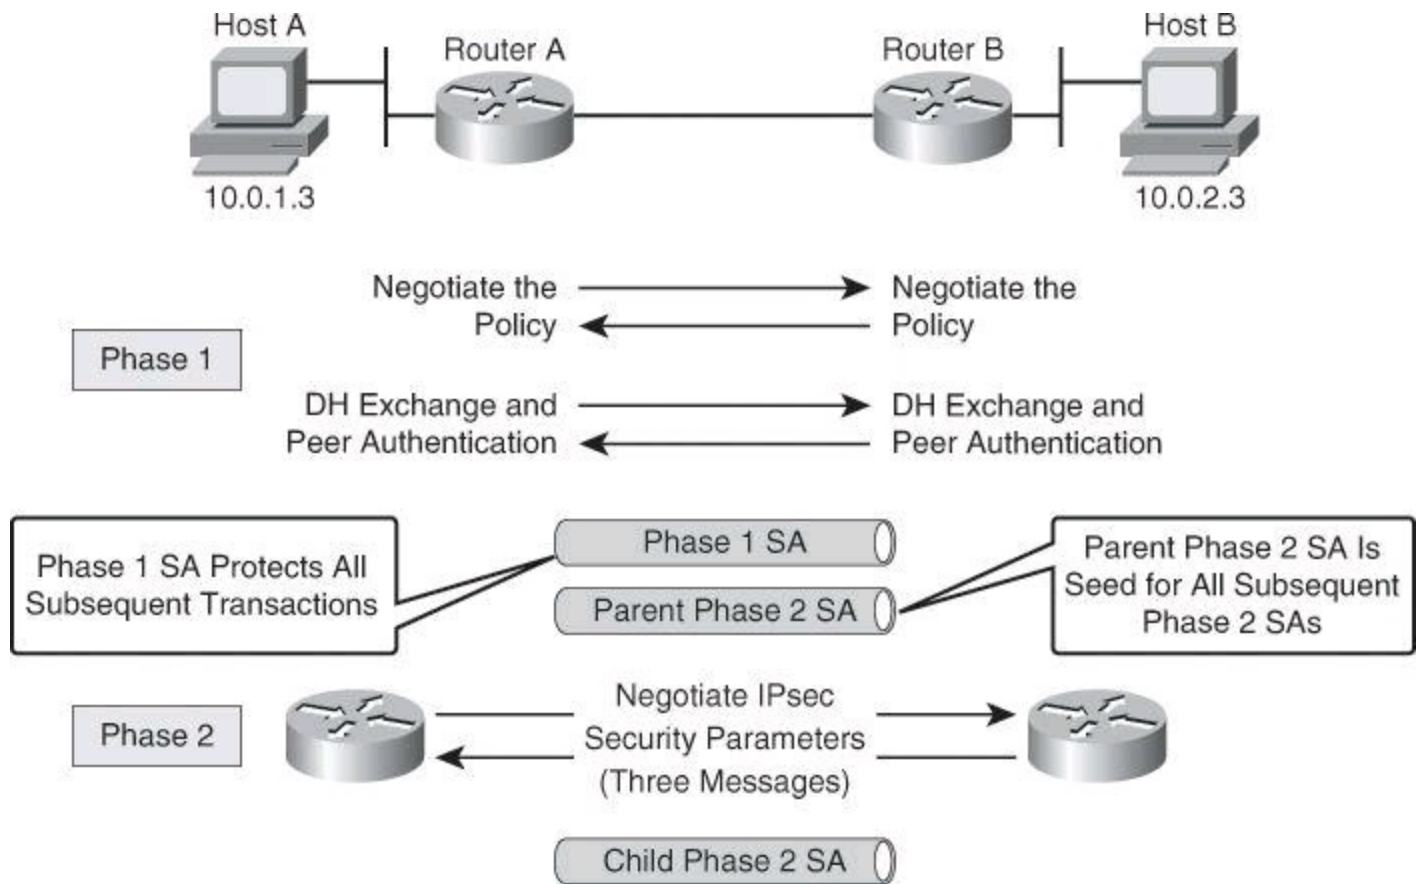 Host A
Router A
Router B
Host B
10.0.1.3
10.0.2.3
Negotiate the
Policy
Negotiate the
Policy
Phase 1
DH Exchange and
Peer Authentication
DH Exchange and
Peer Authentication
Phase 1 SA Protects All
Subsequent Transactions
Phase 1 SA
Parent Phase 2 SA
Parent Phase 2 SA Is
Seed for All Subsequent
Phase 2 SAs
Phase 2
Negotiate IPsec
Security Parameters
(Three Messages)
Child Phase 2 SA